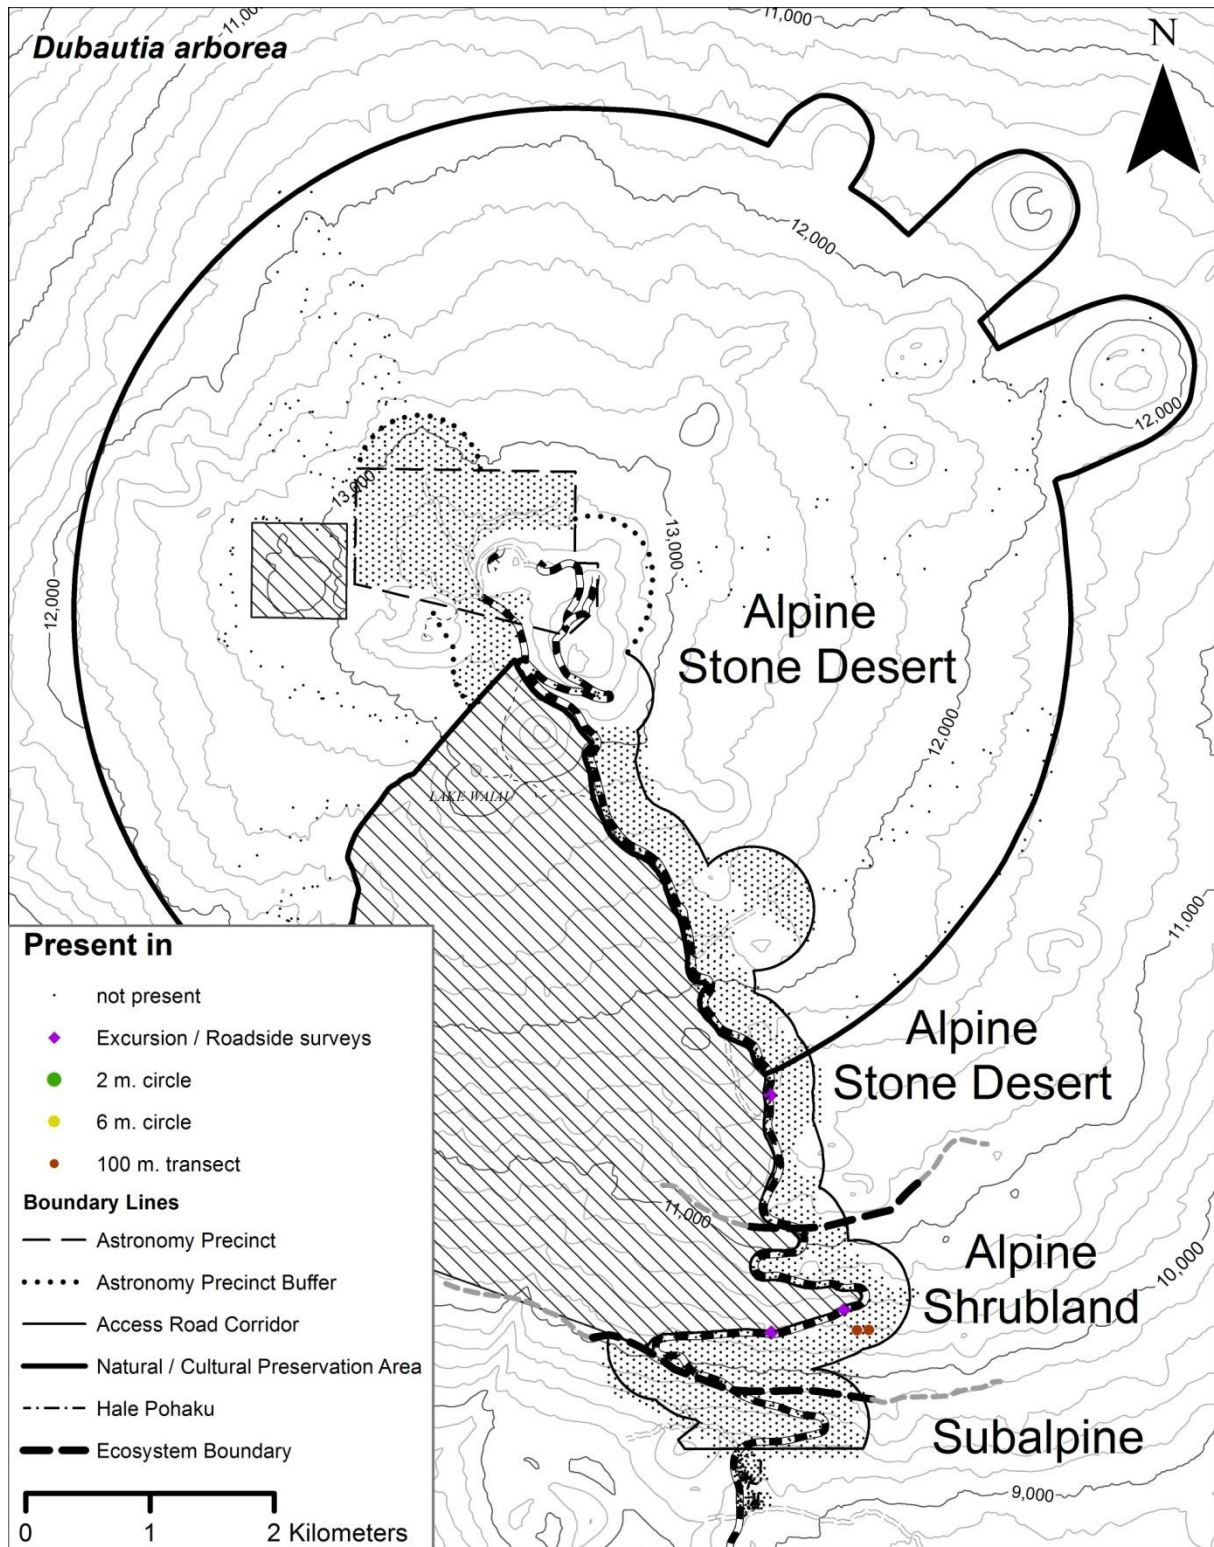 11,000
11,000
Dubautia arborea
N
12,000
12,000
13,000
13,000
12,000
Alpine
Stone Desert
12,000
LAKE WAIAU
11,000
Present in
not present
Excursion / Roadside surveys
2 m. circle
6 m. circle
100 m. transect
Boundary Lines
Astronomy Precinct
Astronomy Precinct Buffer
Access Road Corridor
Natural / Cultural Preservation Area
Hale Pohaku
Ecosystem Boundary
0 1 2 Kilometers
Alpine
Stone Desert
11,000
Alpine
Shrubland
10,000
Subalpine
9,000